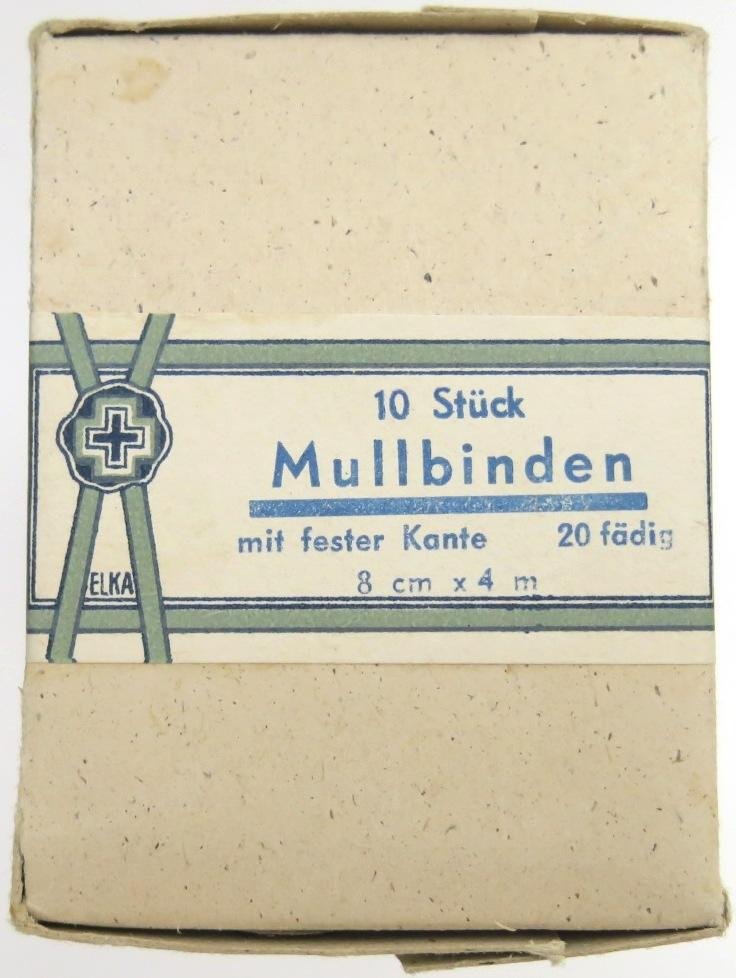 10 Stück
Mullbinden
mit fester Kante 20 fädig
8 cm x 4 m
ELKA